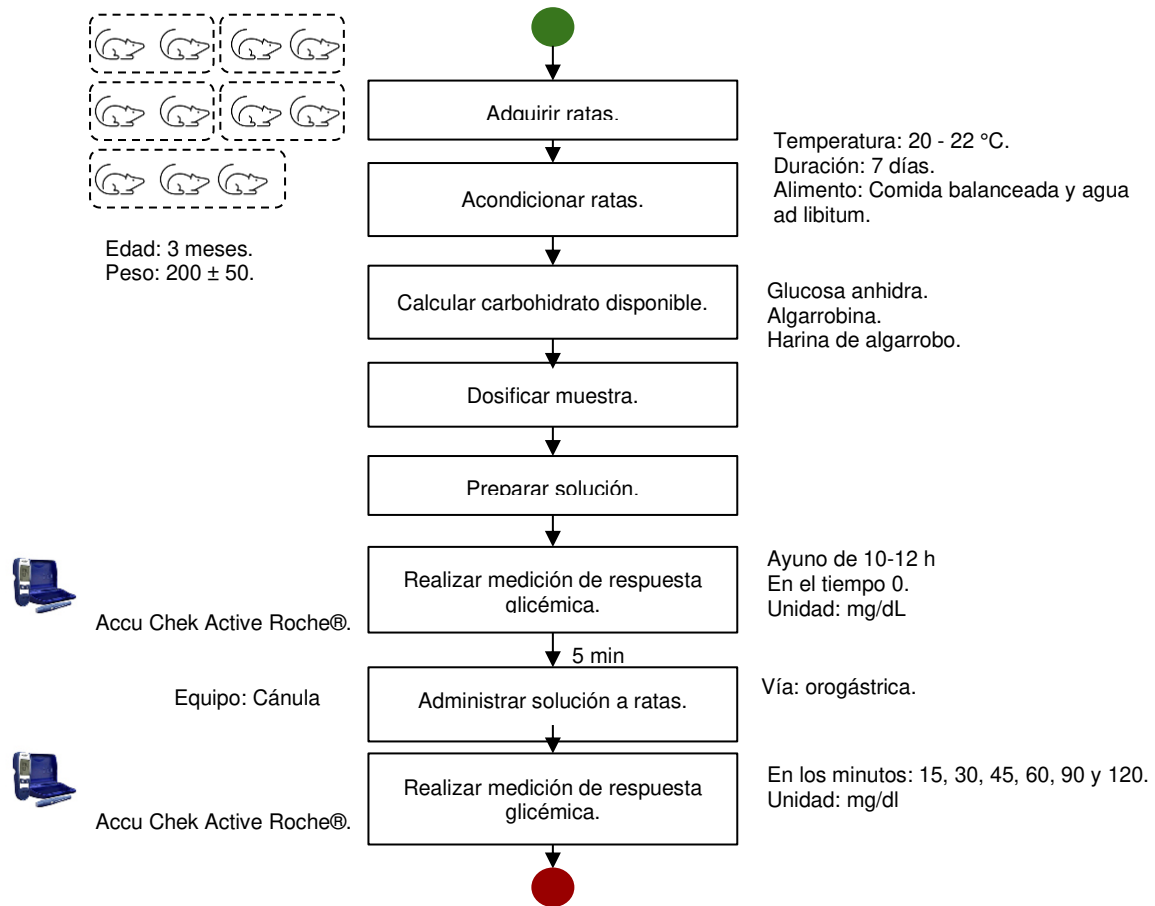 Adquirir ratas.
Temperatura: 20 - 22 °C.
Duración: 7 días.
Alimento: Comida balanceada y agua
ad libitum.
Acondicionar ratas.
Edad: 3 meses.
Peso: 200 ± 50.
Calcular carbohidrato disponible.
Glucosa anhidra.
Algarrobina.
Harina de algarrobo.
Dosificar muestra.
Preparar solución.
Realizar medición de respuesta
glicémica.
Ayuno de 10-12 h
En el tiempo 0.
Unidad: mg/dL
Accu Chek Active Roche®.
5 min
Equipo: Cánula
Administrar solución a ratas.
Vía: orogástrica.
Realizar medición de respuesta
glicémica.
En los minutos: 15, 30, 45, 60, 90 y 120.
Unidad: mg/dl
Accu Chek Active Roche®.